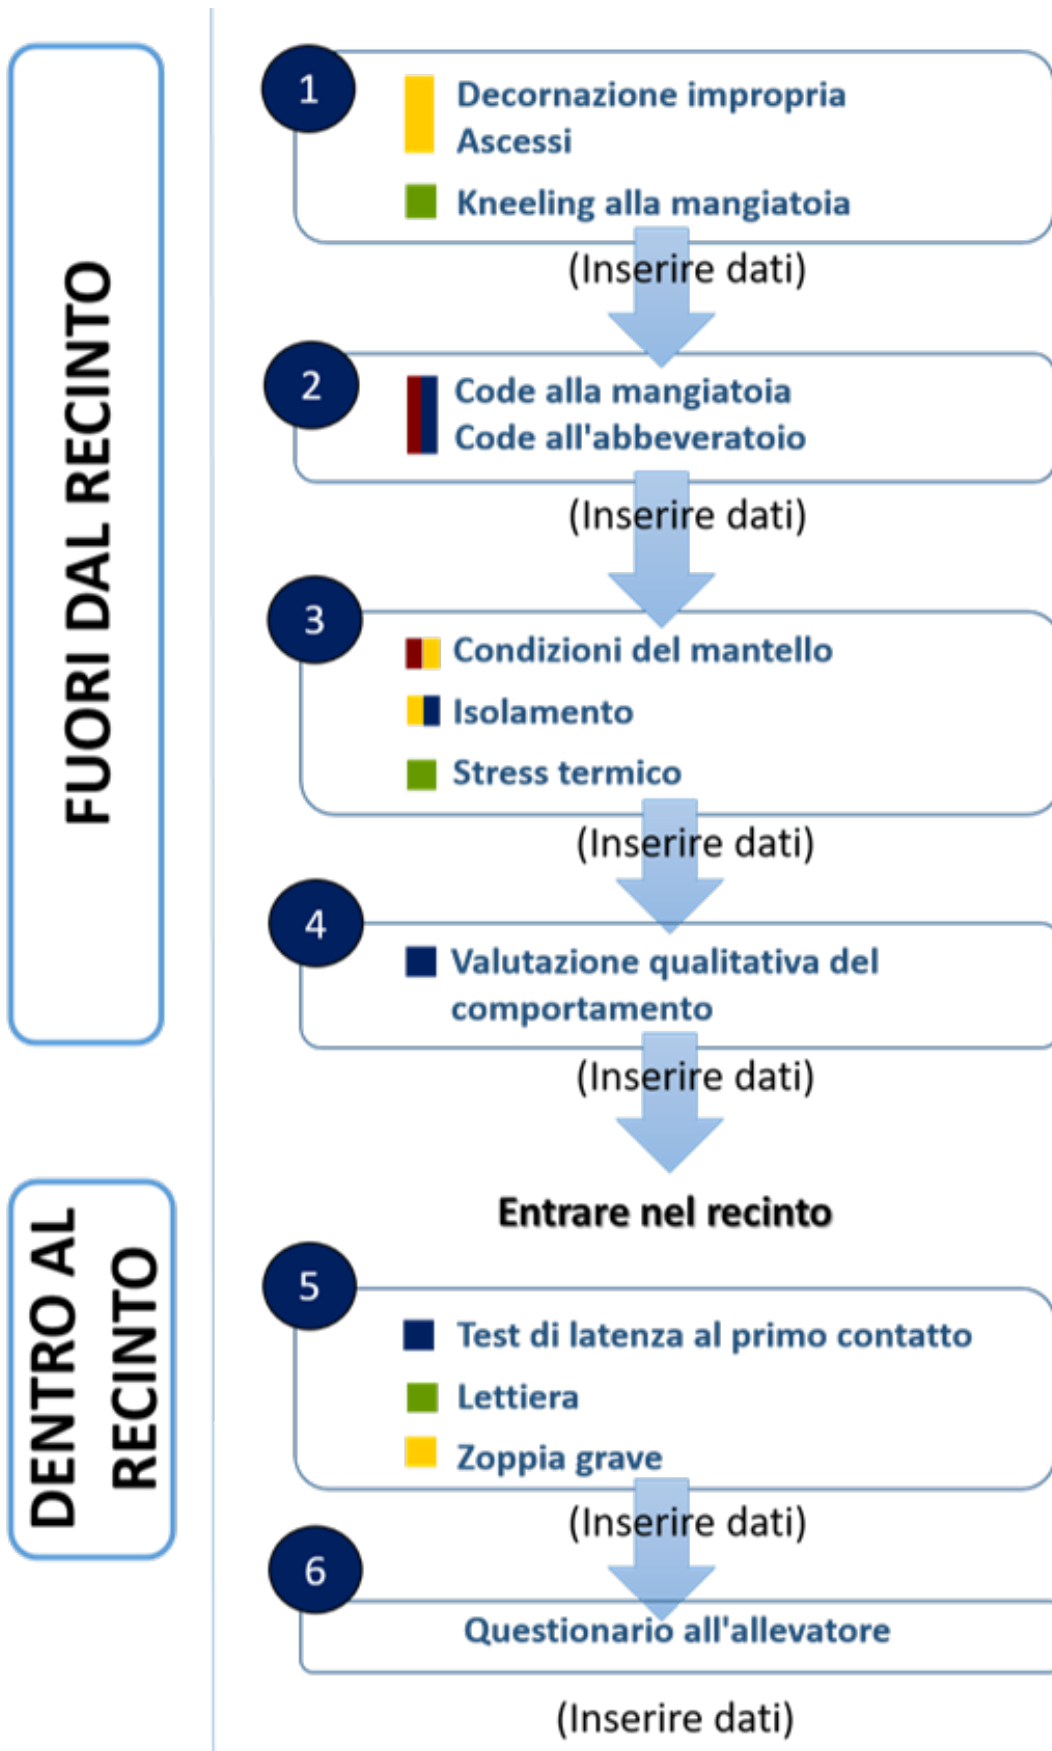 FUORI DAL RECINTO
1
Decornazione impropria
Ascessi
Kneeling alla mangiatoia
(Inserire dati)
2
Code alla mangiatoia
Code all'abbeveratoio
(Inserire dati)
3
Condizioni del mantello
Isolamento
Stress termico
(Inserire dati)
4
Valutazione qualitativa del
comportamento
(Inserire dati)
DENTRO AL
RECINTO
Entrare nel recinto
5
Test di latenza al primo contatto
Lettiera
Zoppia grave
(Inserire dati)
6
Questionario all'allevatore
(Inserire dati)